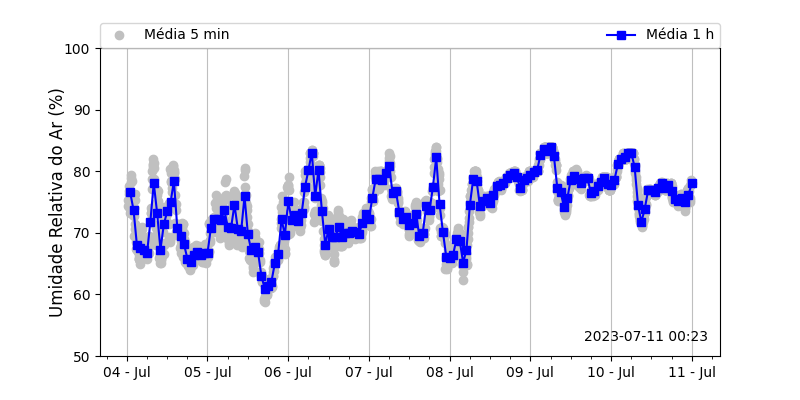 Média 5 min
Média 1 h
Umidade Relativa do Ar (%)
100
90
80
70
60
50
2023-07-11 00:23
04 - Jul
05 - Jul
06 - Jul
07 - Jul
08 - Jul
09 - Jul
10 - Jul
11 - Jul